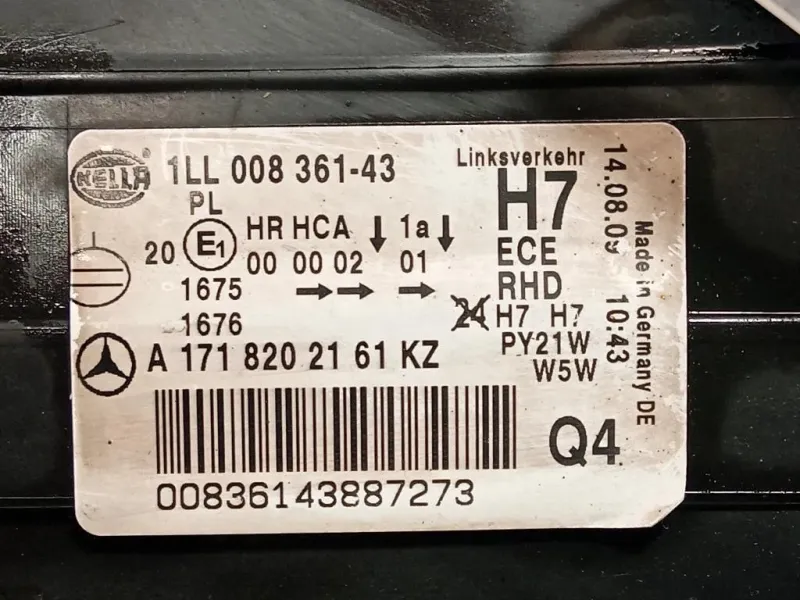 HELLA
1LL 008 361-43
Linksverkehr
PL
H7
20 E1 HR HCA ↓ 1a ↓
ECE
00 00 02 01
1675 → → →
RHD
1676
24 H7 H7
PY21W
A 171 820 21 61 KZ
W5W
Q4
00836143887273
14.08.09 10:43
Made in Germany DE